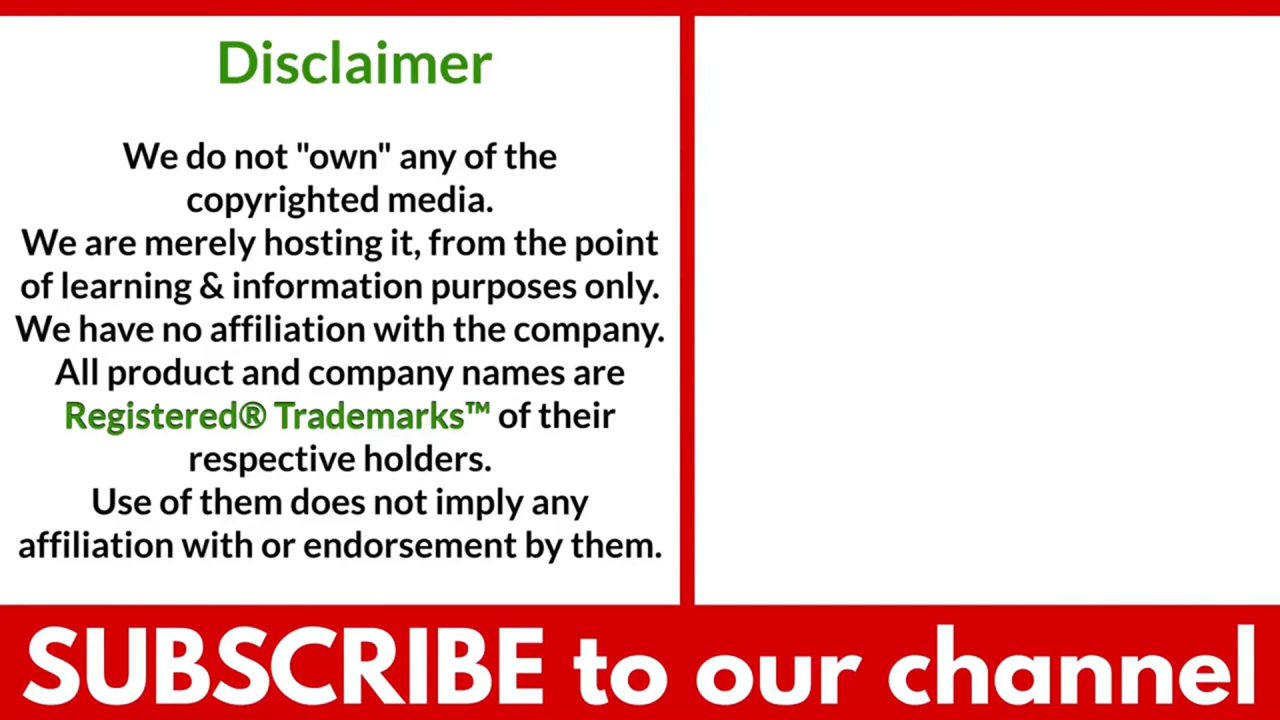 Disclaimer
We do not "own" any of the
copyrighted media.
We are merely hosting it, from the point
of learning & information purposes only.
We have no affiliation with the company.
All product and company names are
Registered® Trademarks™ of their
respective holders.
Use of them does not imply any
affiliation with or endorsement by them.
SUBSCRIBE to our channel